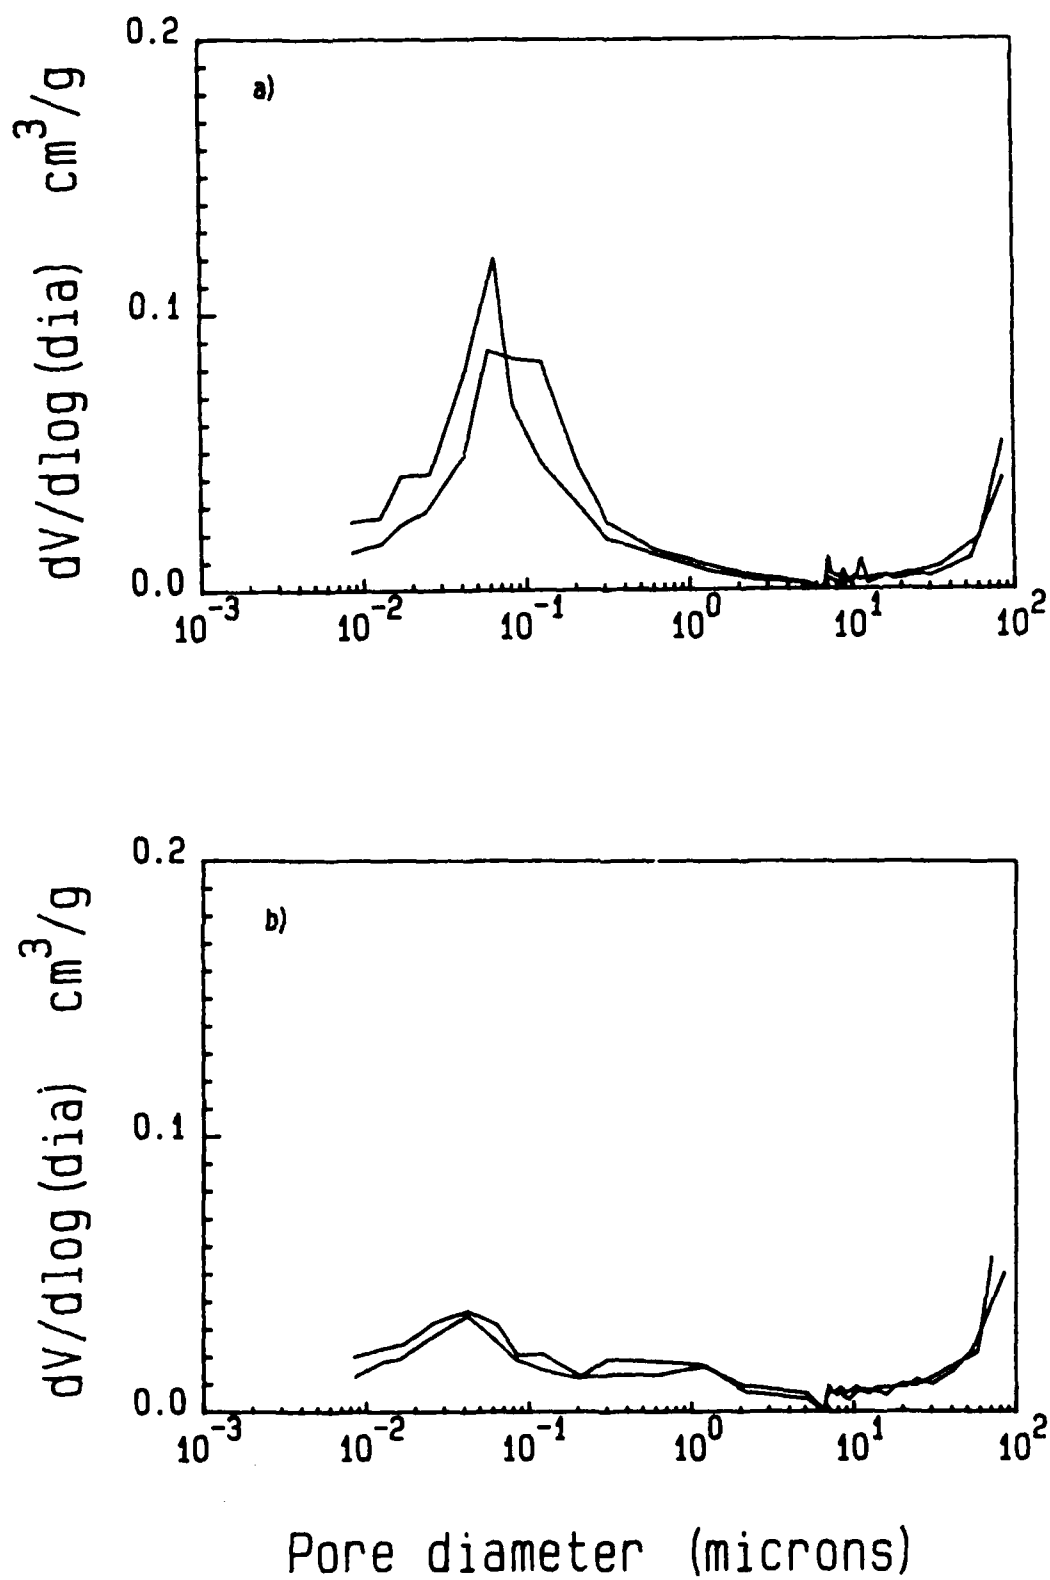 0.2
a)
dV/dlog(dia) cm³/g
0.1
0.0
10⁻³ 10⁻² 10⁻¹ 10⁰ 10¹ 10²
0.2
b)
dV/dlog(dia) cm³/g
0.1
0.0
10⁻³ 10⁻² 10⁻¹ 10⁰ 10¹ 10²
Pore diameter (microns)